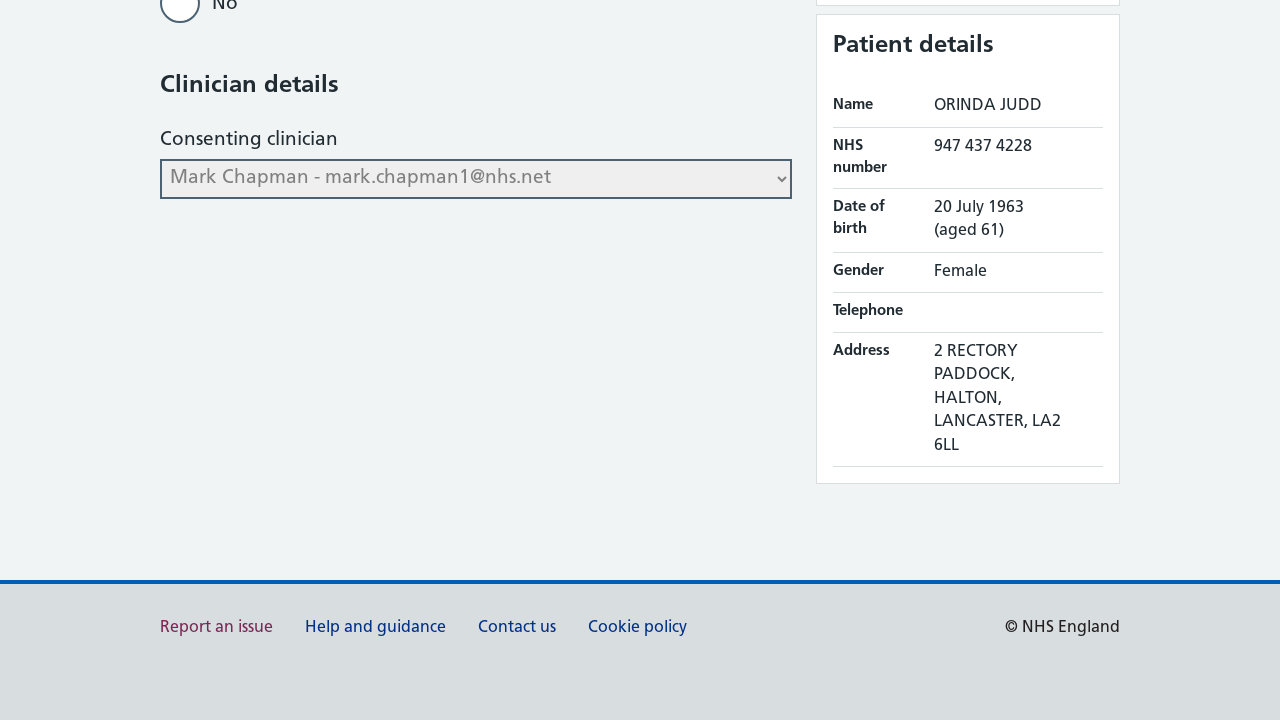 No
Clinician details
Consenting clinician
Mark Chapman - mark.chapman1@nhs.net
Patient details
Name ORINDA JUDD
NHS number 947 437 4228
Date of birth 20 July 1963 (aged 61)
Gender Female
Telephone
Address 2 RECTORY
PADDOCK,
HALTON,
LANCASTER, LA2
6LL
Report an issue Help and guidance Contact us Cookie policy © NHS England